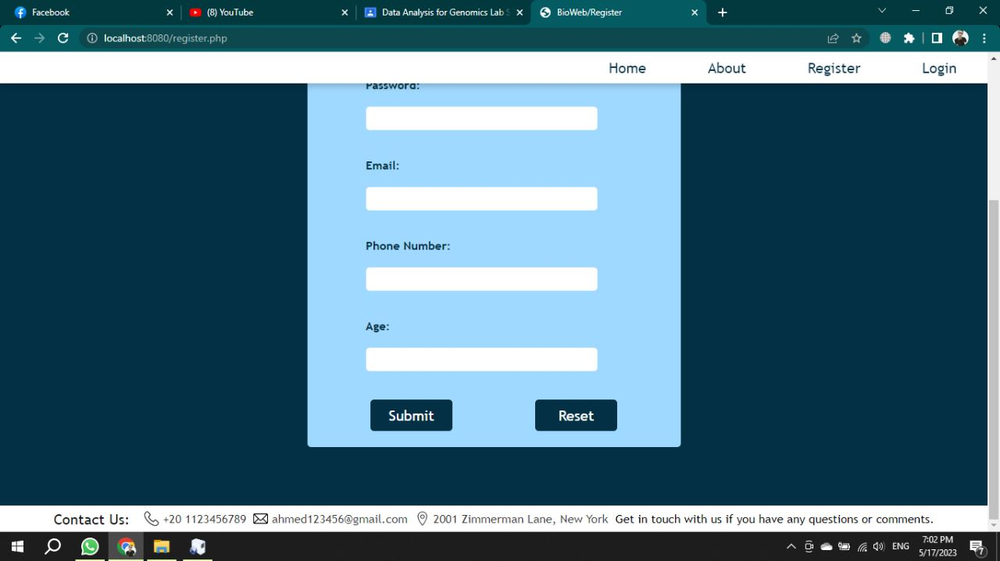 Facebook
(8) YouTube
Data Analysis for Genomics Lab S
BioWeb/Register
localhost:8080/register.php
Home About Register Login
Password:
Email:
Phone Number:
Age:
Submit Reset
Contact Us: +20 1123456789 ahmed123456@gmail.com 2001 Zimmerman Lane, New York Get in touch with us if you have any questions or comments.
ENG
7:02 PM
5/17/2023
7